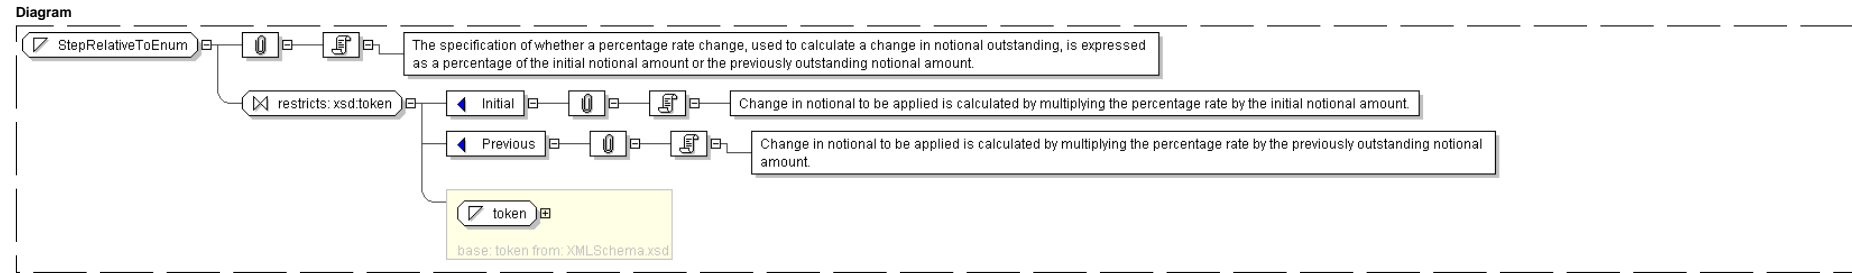 Diagram
StepRelativeToEnum
The specification of whether a percentage rate change, used to calculate a change in notional outstanding, is expressed
as a percentage of the initial notional amount or the previously outstanding notional amount.
restricts: xsd:token
Initial
Change in notional to be applied is calculated by multiplying the percentage rate by the initial notional amount.
Previous
Change in notional to be applied is calculated by multiplying the percentage rate by the previously outstanding notional
amount.
token
base: token from: XMLSchema.xsd